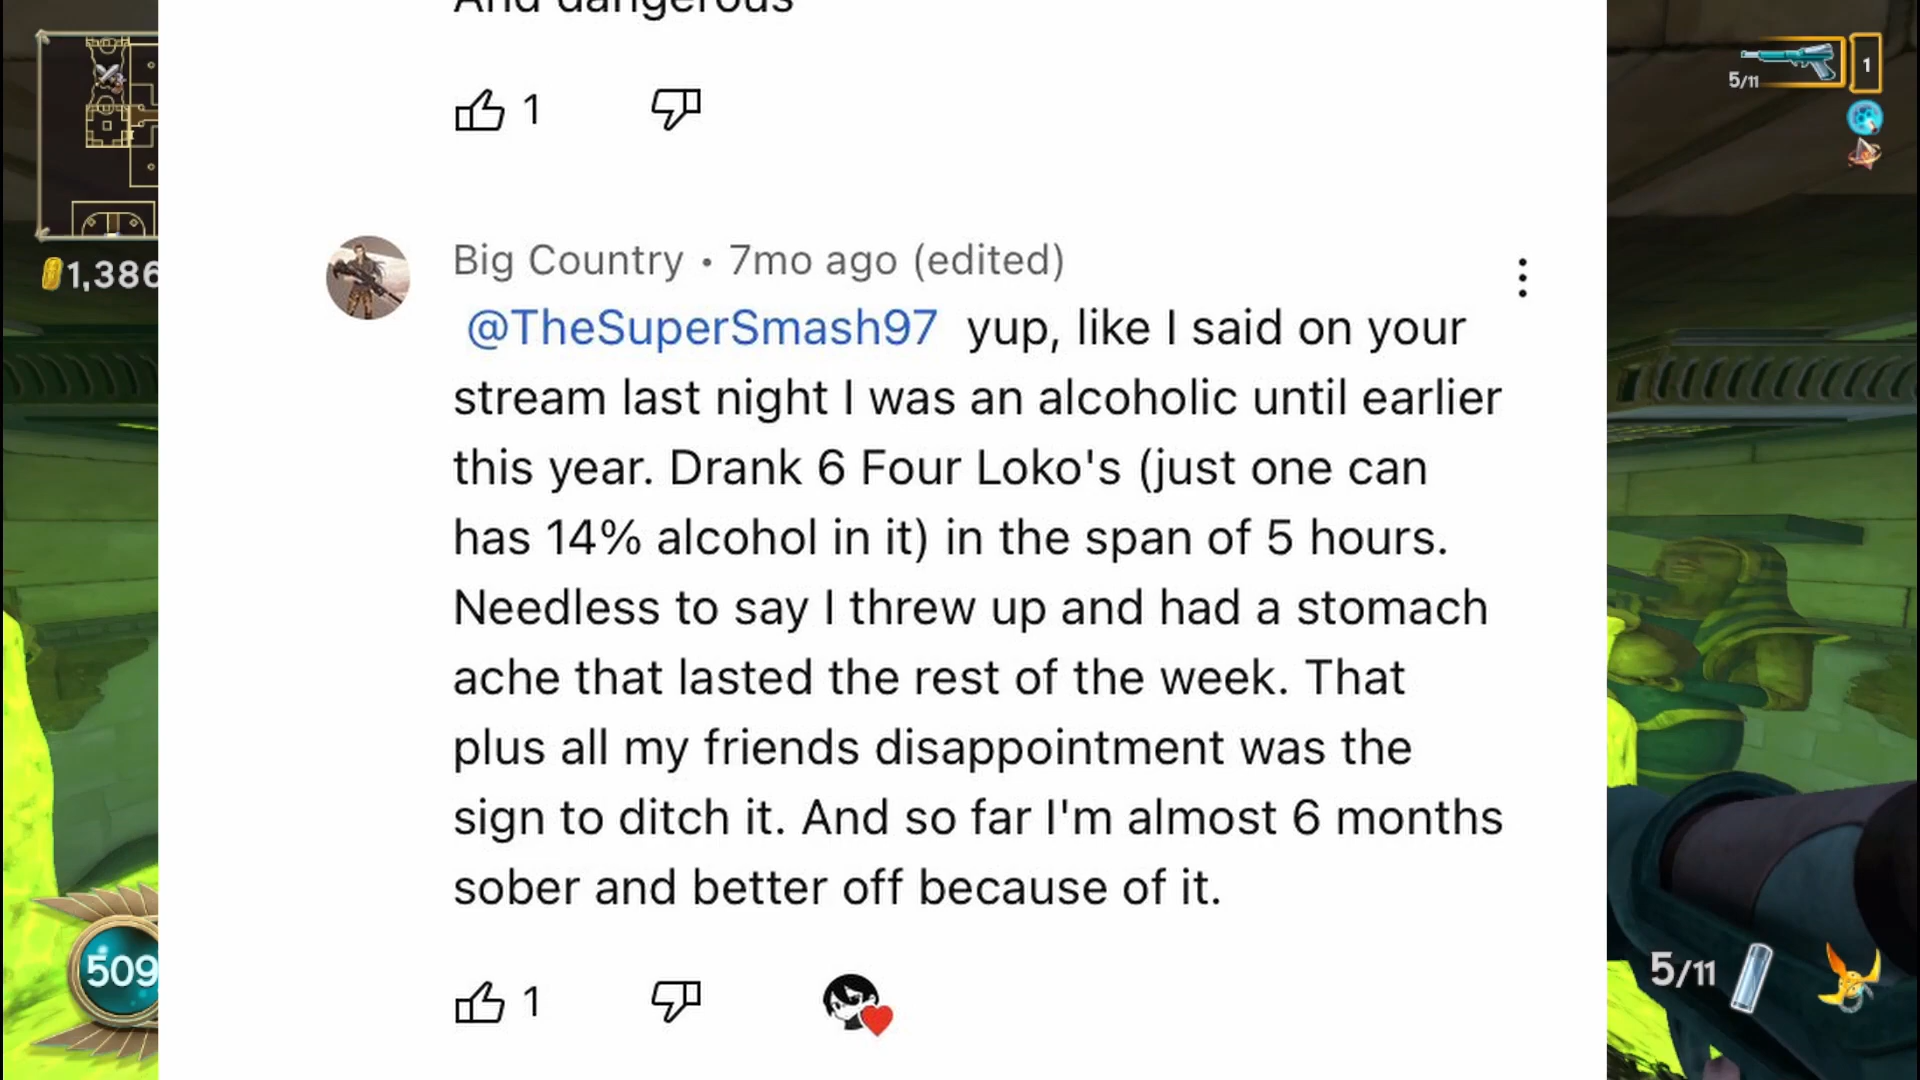 And dangerous
1
5/11
1
1,386
Big Country • 7mo ago (edited)
@TheSuperSmash97 yup, like I said on your
stream last night I was an alcoholic until earlier
this year. Drank 6 Four Loko's (just one can
has 14% alcohol in it) in the span of 5 hours.
Needless to say I threw up and had a stomach
ache that lasted the rest of the week. That
plus all my friends disappointment was the
sign to ditch it. And so far I'm almost 6 months
sober and better off because of it.
509
5/11
1